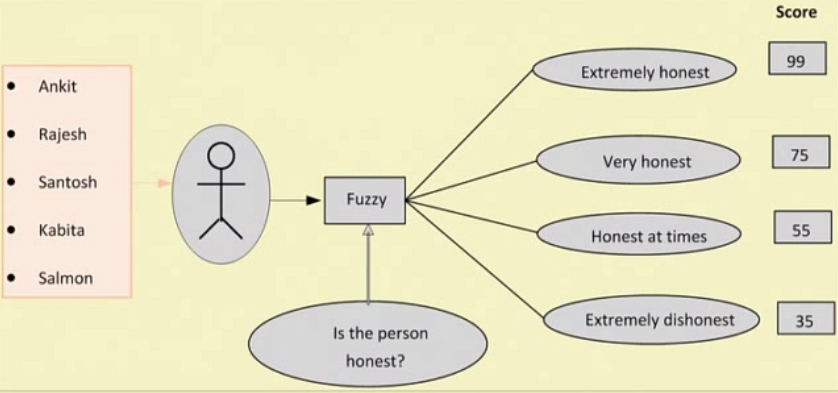 Score
• Ankit
• Rajesh
• Santosh
• Kabita
• Salmon
Fuzzy
Is the person
honest?
Extremely honest 99
Very honest 75
Honest at times 55
Extremely dishonest 35